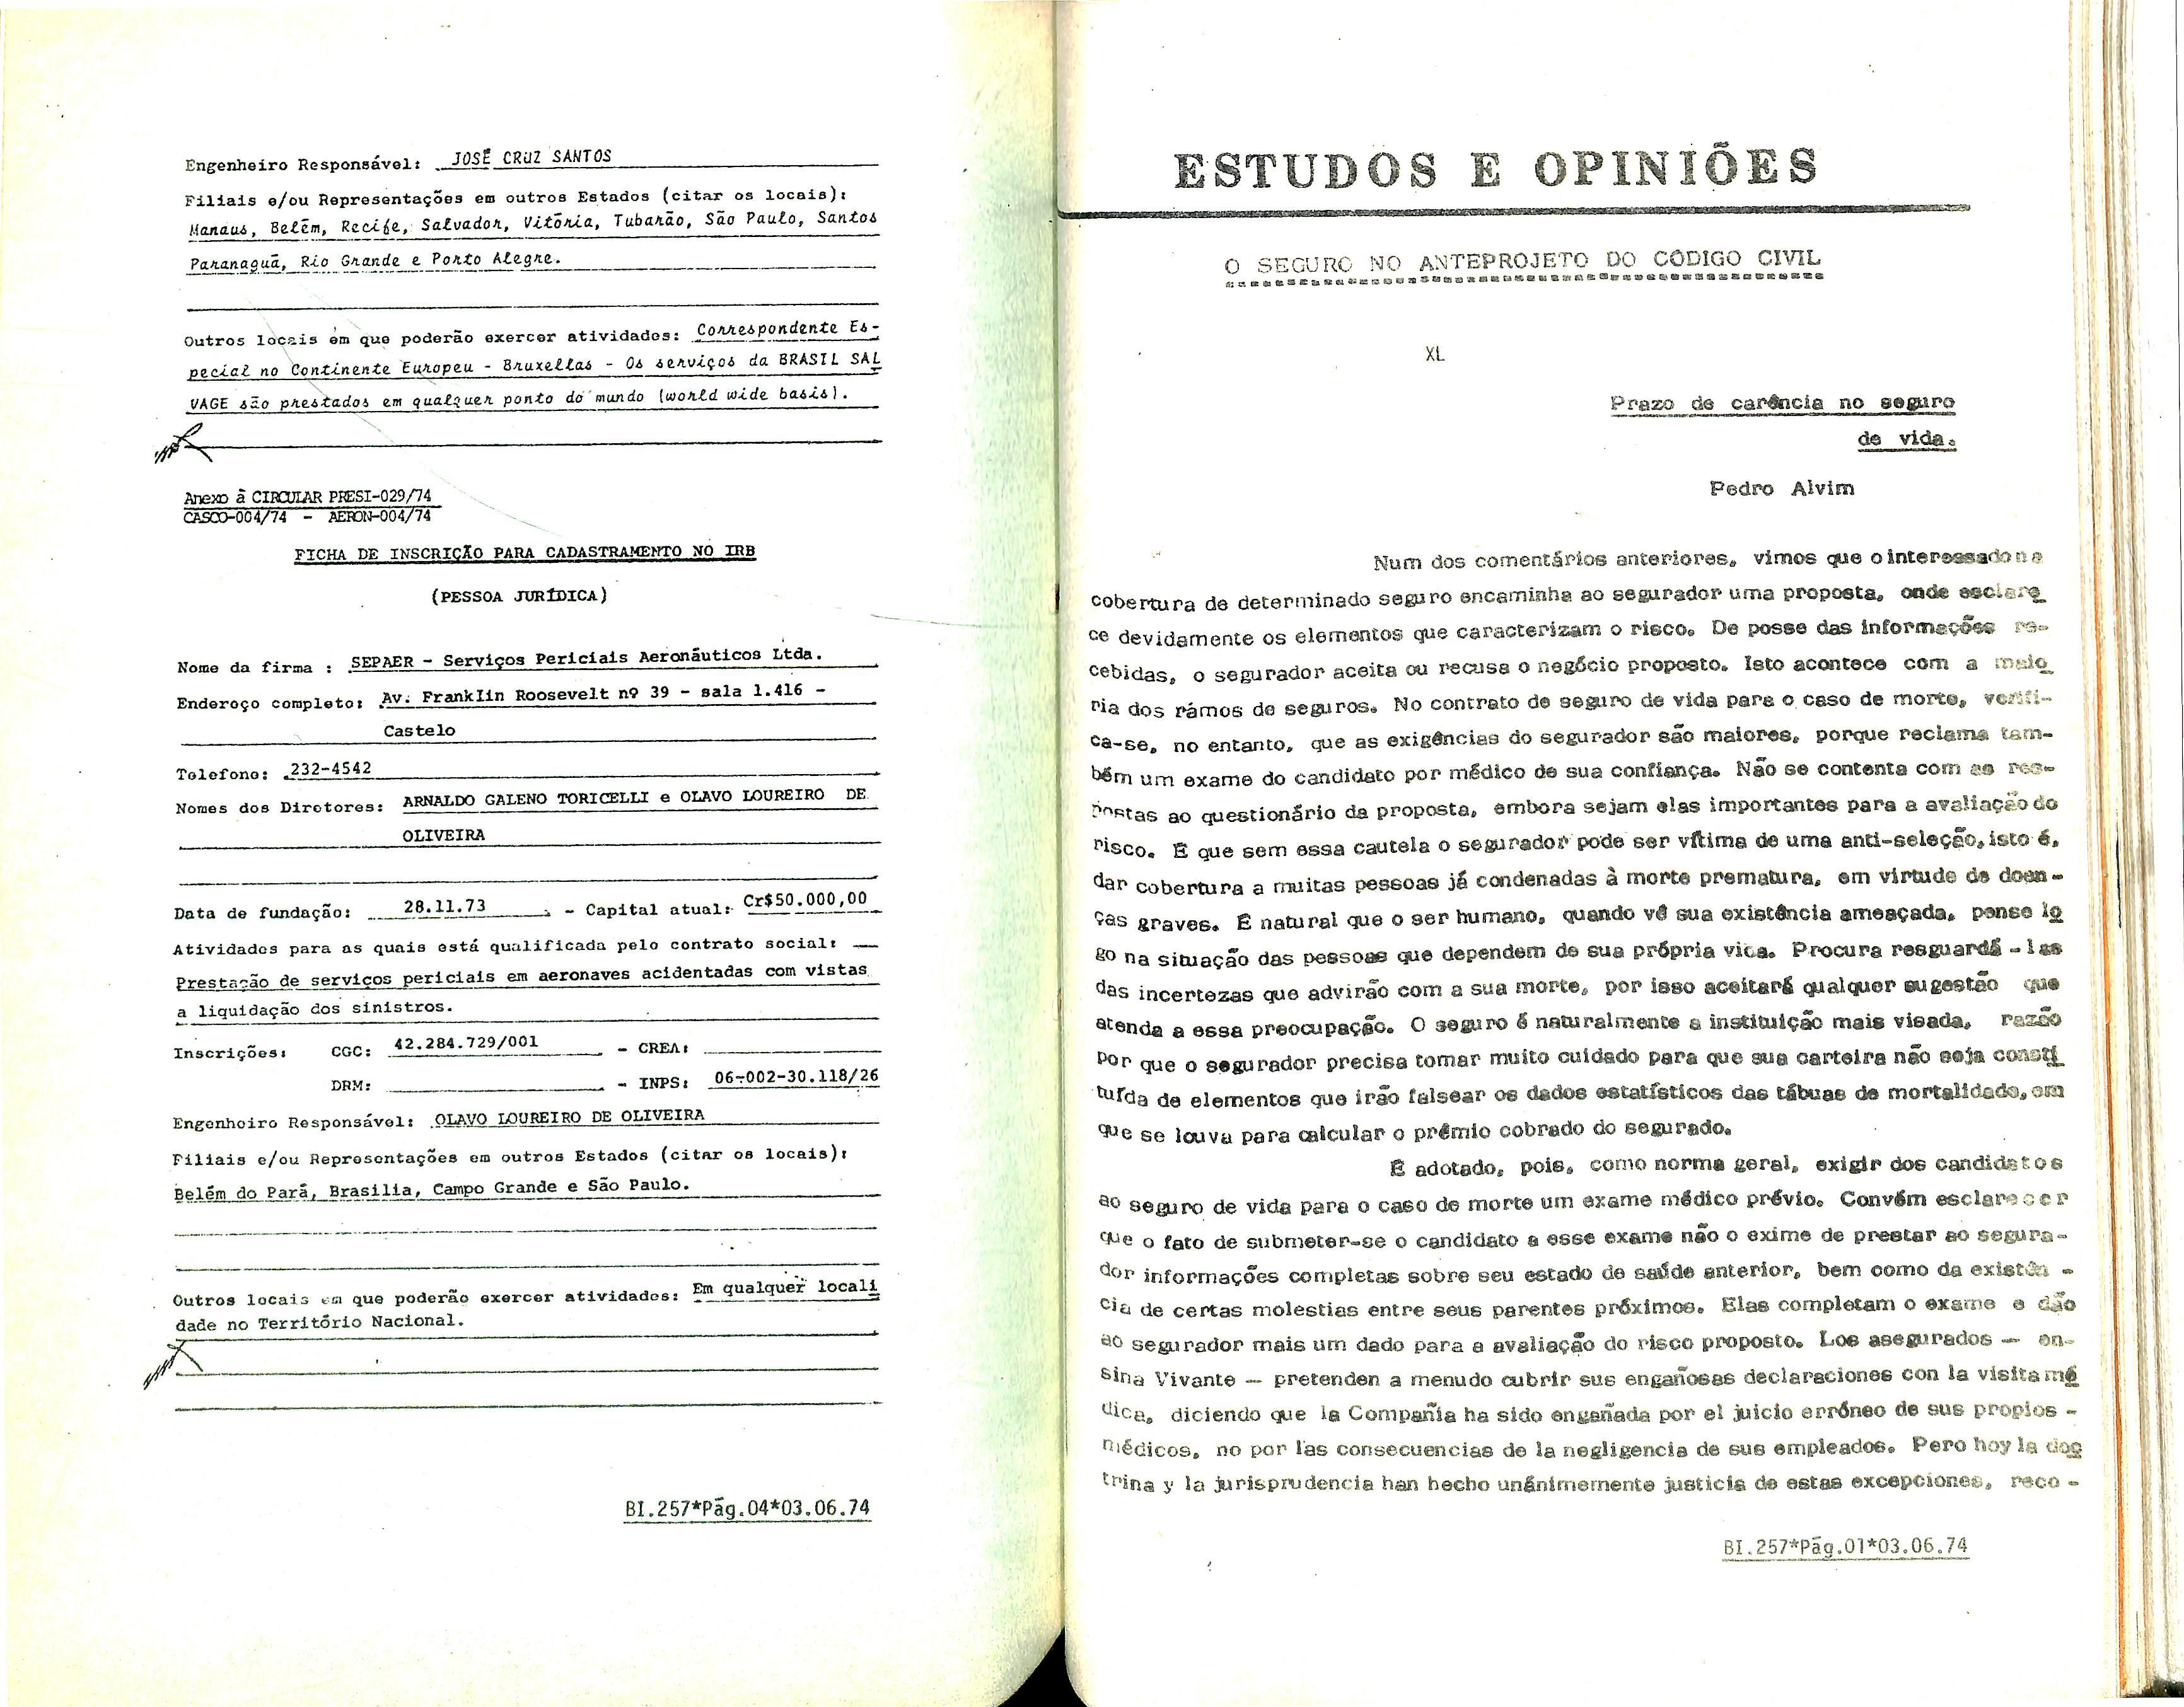 Engenheiro Responsável: JOSÉ CRUZ SANTOS
Filiais e/ou Representações em outros Estados (citar os locais):
Manaus, Belém, Recife, Salvador, Vitória, Tubarão, São Paulo, Santos
Paranaguá, Rio Grande e Porto Alegre.
Outros locais em que poderão exercer atividades: Correspondente Es-
pecial no Continente Europeu - Bruxellas - Os serviços da BRASIL SAL
VAGE são prestados em qualquer ponto do mundo (world wide basis).
Anexo à CIRCULAR PRESI-029/74
CASCO-004/74 - AERON-004/74
FICHA DE INSCRIÇÃO PARA CADASTRAMENTO NO IRB
(PESSOA JURÍDICA)
Nome da firma : SEPAER - Serviços Periciais Aeronáuticos Ltda.
Endereço completo: Av. Franklin Roosevelt nº 39 - sala 1.416 -
Castelo
Telefone: 232-4542
Nomes dos Diretores: ARNALDO GALENO TORICELLI e OLAVO LOUREIRO DE
OLIVEIRA
Data de fundação: 28.11.73 - Capital atual: Cr$50.000,00
Atividades para as quais está qualificada pelo contrato social: —
Prestação de serviços periciais em aeronaves acidentadas com vistas
a liquidação dos sinistros.
Inscrições: CGC: 42.284.729/001 - CREA:
DRM: - INPS: 06-002-30.118/26
Engenheiro Responsável: OLAVO LOUREIRO DE OLIVEIRA
Filiais e/ou Representações em outros Estados (citar os locais):
Belém do Pará, Brasilia, Campo Grande e São Paulo.
Outros locais em que poderão exercer atividades: Em qualquer locali
dade no Território Nacional.
BI.257*Pág.04*03.06.74
ESTUDOS E OPINIÕES
O SEGURO NO ANTEPROJETO DO CÓDIGO CIVIL
XL
Prazo de carência no seguro
de vida.
Pedro Alvim
Num dos comentários anteriores, vimos que o interessado na
cobertura de determinado seguro encaminha ao segurador uma proposta, onde esclare
ce devidamente os elementos que caracterizam o risco. De posse das informações re-
cebidas, o segurador aceita ou recusa o negócio proposto. Isto acontece com a maio
ria dos rámos de seguros. No contrato de seguro de vida para o caso de morte, verifi-
ca-se, no entanto, que as exigências do segurador são maiores, porque reclama tam-
bém um exame do candidato por médico de sua confiança. Não se contenta com as res-
postas ao questionário da proposta, embora sejam elas importantes para a avaliação do
risco. É que sem essa cautela o segurador pode ser vítima de uma anti-seleção, isto é,
dar cobertura a muitas pessoas já condenadas à morte prematura, em virtude de doen-
ças graves. É natural que o ser humano, quando vê sua existência ameaçada, pense lo
go na situação das pessoas que dependem de sua própria vida. Procura resguardá-las
das incertezas que advirão com a sua morte, por isso aceitará qualquer sugestão que
atenda a essa preocupação. O seguro é naturalmente a instituição mais visada, razão
por que o segurador precisa tomar muito cuidado para que sua carteira não seja consti
tuída de elementos que irão falsear os dados estatísticos das tábuas de mortalidade, em
que se louva para calcular o prêmio cobrado do segurado.
É adotado, pois, como norma geral, exigir dos candidatos
ao seguro de vida para o caso de morte um exame médico prévio. Convém esclarecer
que o fato de submeter-se o candidato a esse exame não o exime de prestar ao segura-
dor informações completas sobre seu estado de saúde anterior, bem como da existên -
cia de certas molestias entre seus parentes próximos. Elas completam o exame e dão
ao segurador mais um dado para a avaliação do risco proposto. Los asegurados — en-
sina Vivante — pretenden a menudo cubrir sus engañosas declaraciones con la visita mé
dica, diciendo que la Compañia ha sido engañada por el juicio erróneo de sus propios -
médicos, no por las consecuencias de la negligencia de sus empleados. Pero hoy la doc
trina y la jurisprudencia han hecho unánimemente justicia de estas excepciones, reco -
BI.257*Pág.01*03.06.74